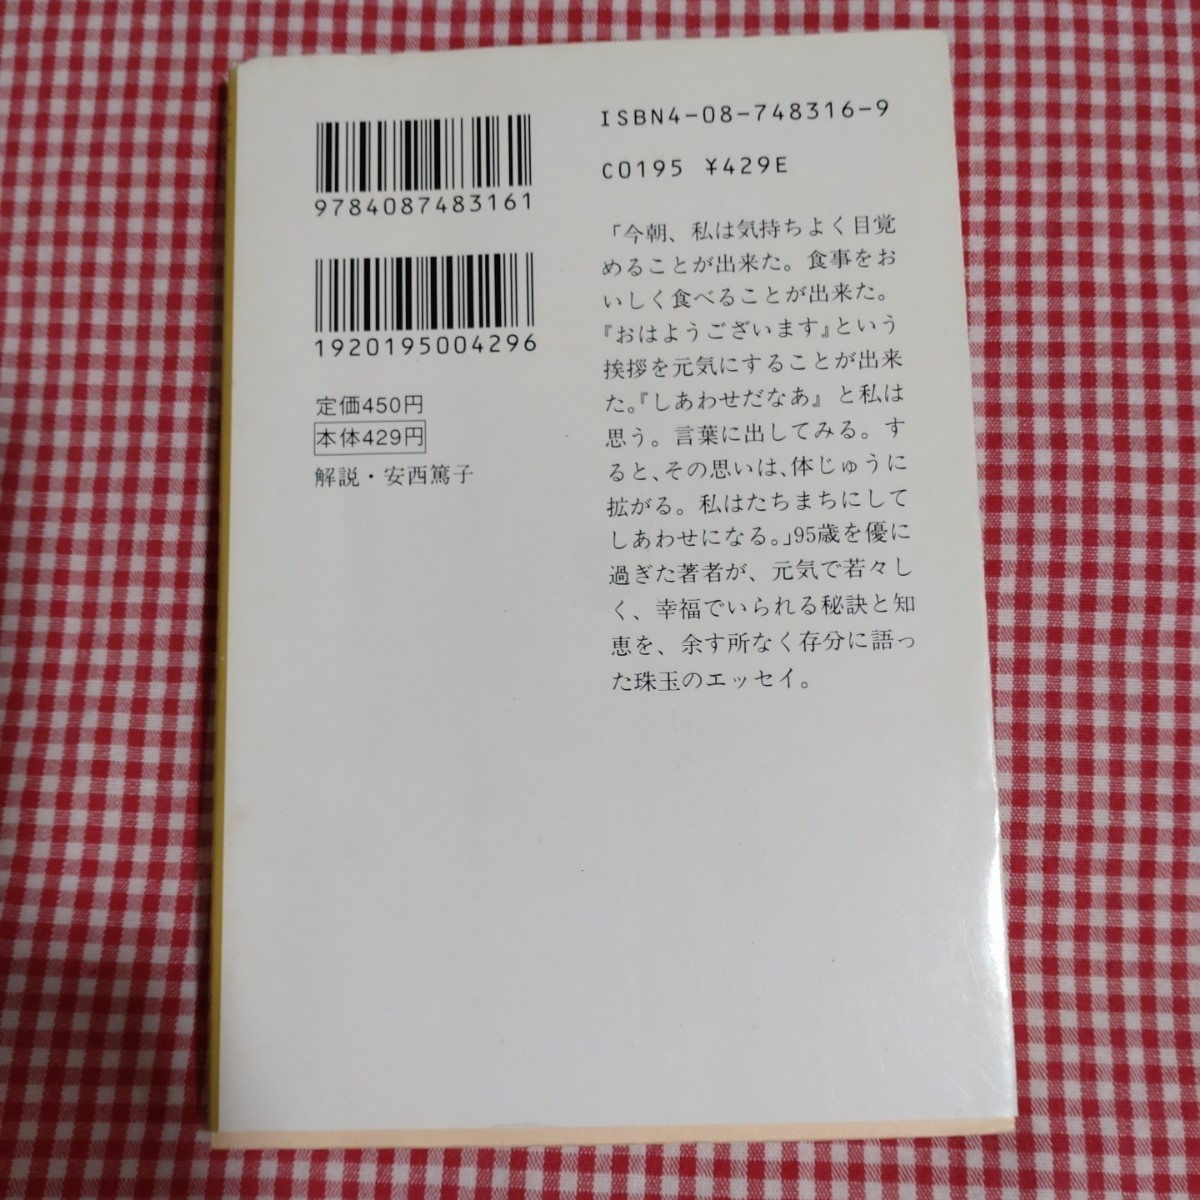 9784087483161
1920195004296
定価450円
本体429円
解説・安西篤子
ISBN4-08-748316-9
C0195 ¥429E
「今朝、私は気持ちよく目覚
めることが出来た。食事をお
いしく食べることが出来た。
『おはようございます』という
挨拶を元気にすることが出来
た。『しあわせだなあ』と私は
思う。言葉に出してみる。す
ると、その思いは、体じゅうに
拡がる。私はたちまちにして
しあわせになる。」95歳を優に
過ぎた著者が、元気で若々し
く、幸福でいられる秘訣と知
恵を、余す所なく存分に語っ
た珠玉のエッセイ。